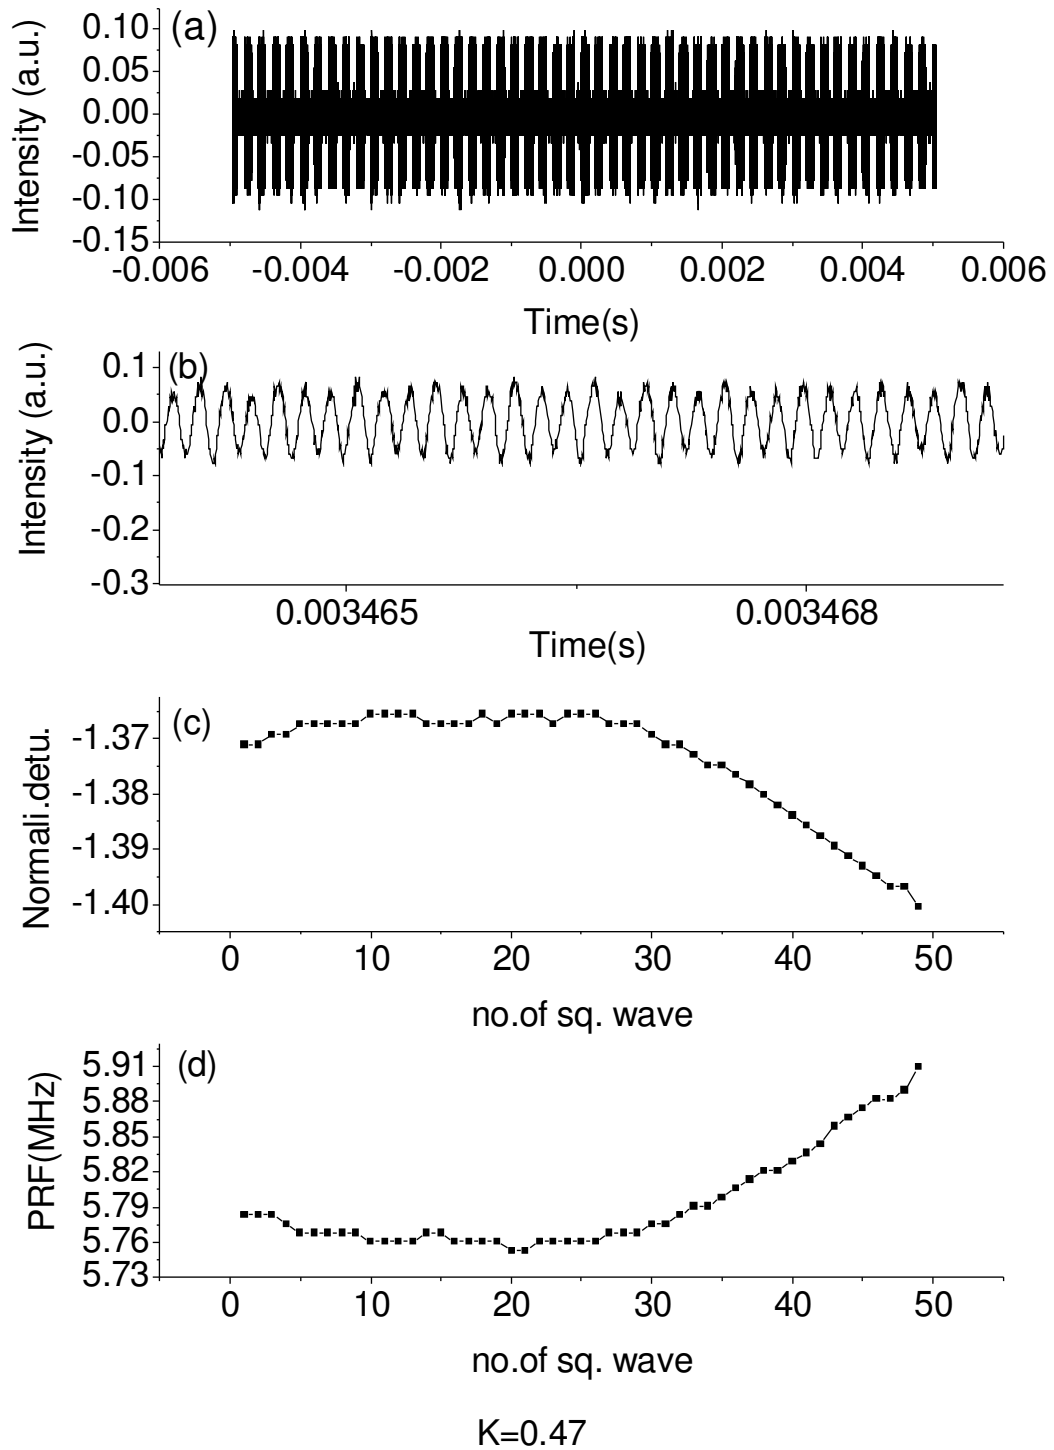 (a)
Intensity (a.u.)
0.10
0.05
0.00
-0.05
-0.10
-0.15
-0.006 -0.004 -0.002 0.000 0.002 0.004 0.006
Time(s)
(b)
Intensity (a.u.)
0.1
0.0
-0.1
-0.2
-0.3
0.003465 0.003468
Time(s)
(c)
Normali.detu.
-1.37
-1.38
-1.39
-1.40
0 10 20 30 40 50
no.of sq. wave
(d)
PRF(MHz)
5.91
5.88
5.85
5.82
5.79
5.76
5.73
0 10 20 30 40 50
no.of sq. wave
K=0.47